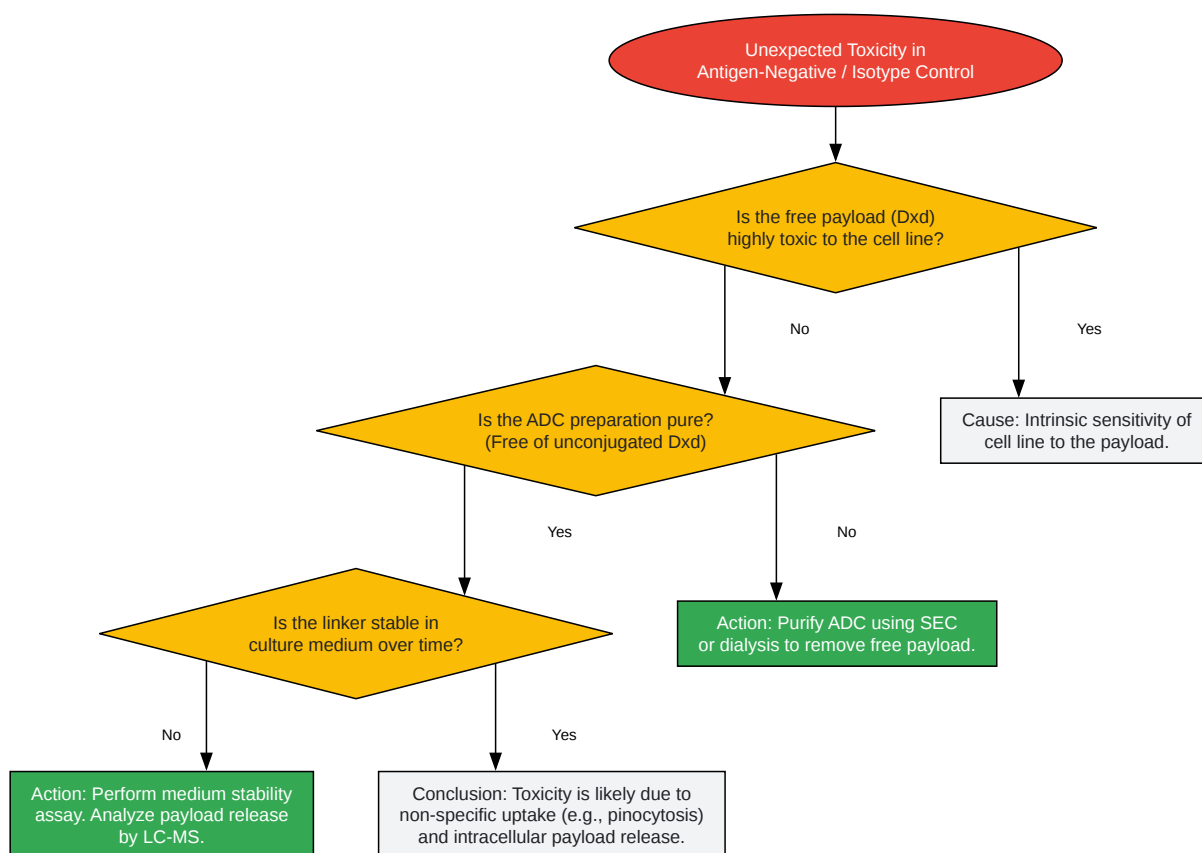 Unexpected Toxicity in
Antigen-Negative / Isotype Control
Is the free payload (Dxd)
highly toxic to the cell line?
No
Yes
Is the ADC preparation pure?
(Free of unconjugated Dxd)
Cause: Intrinsic sensitivity of
cell line to the payload.
Yes
No
Is the linker stable in
culture medium over time?
Action: Purify ADC using SEC
or dialysis to remove free payload.
No
Yes
Action: Perform medium stability
assay. Analyze payload release
by LC-MS.
Conclusion: Toxicity is likely due to
non-specific uptake (e.g., pinocytosis)
and intracellular payload release.